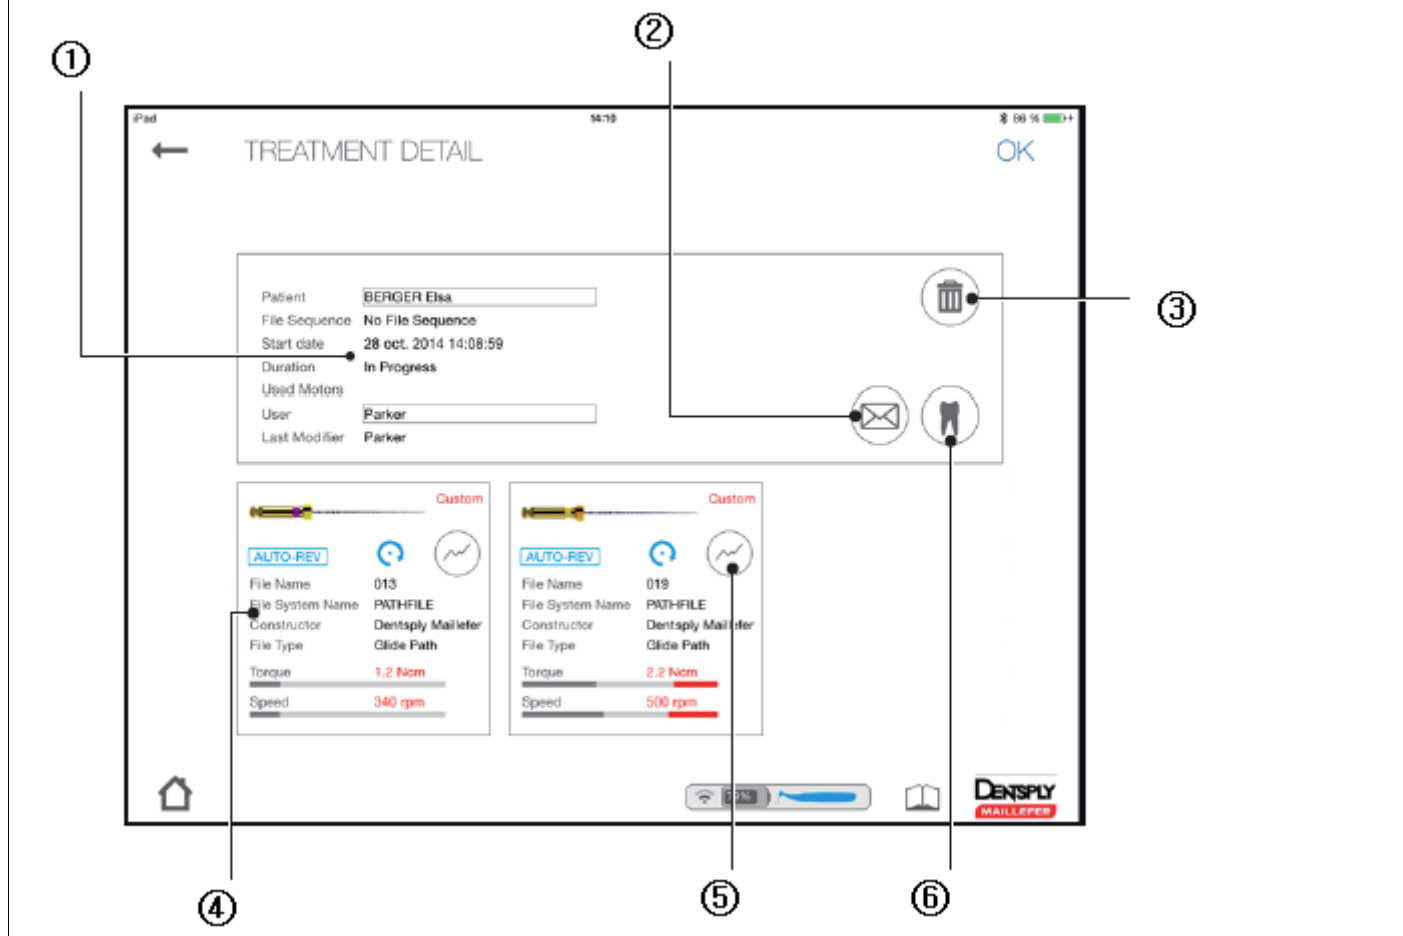 ②
①
iPad 14:10 96 %
TREATMENT DETAIL OK
Patient BERGER Elsa
File Sequence No File Sequence
③
Start date 28 oct. 2014 14:08:59
Duration In Progress
Used Motors
User Parker
Last Modifier Parker
Custom Custom
AUTO-REV AUTO-REV
File Name 013 File Name 019
File System Name PATHFILE File System Name PATHFILE
Constructor Dentsply Maillefer Constructor Dentsply Maillefer
File Type Glide Path File Type Glide Path
Torque 1.2 Ncm Torque 2.2 Ncm
Speed 340 rpm Speed 500 rpm
DENTSPLY
MAILLEFER
④ ⑤ ⑥